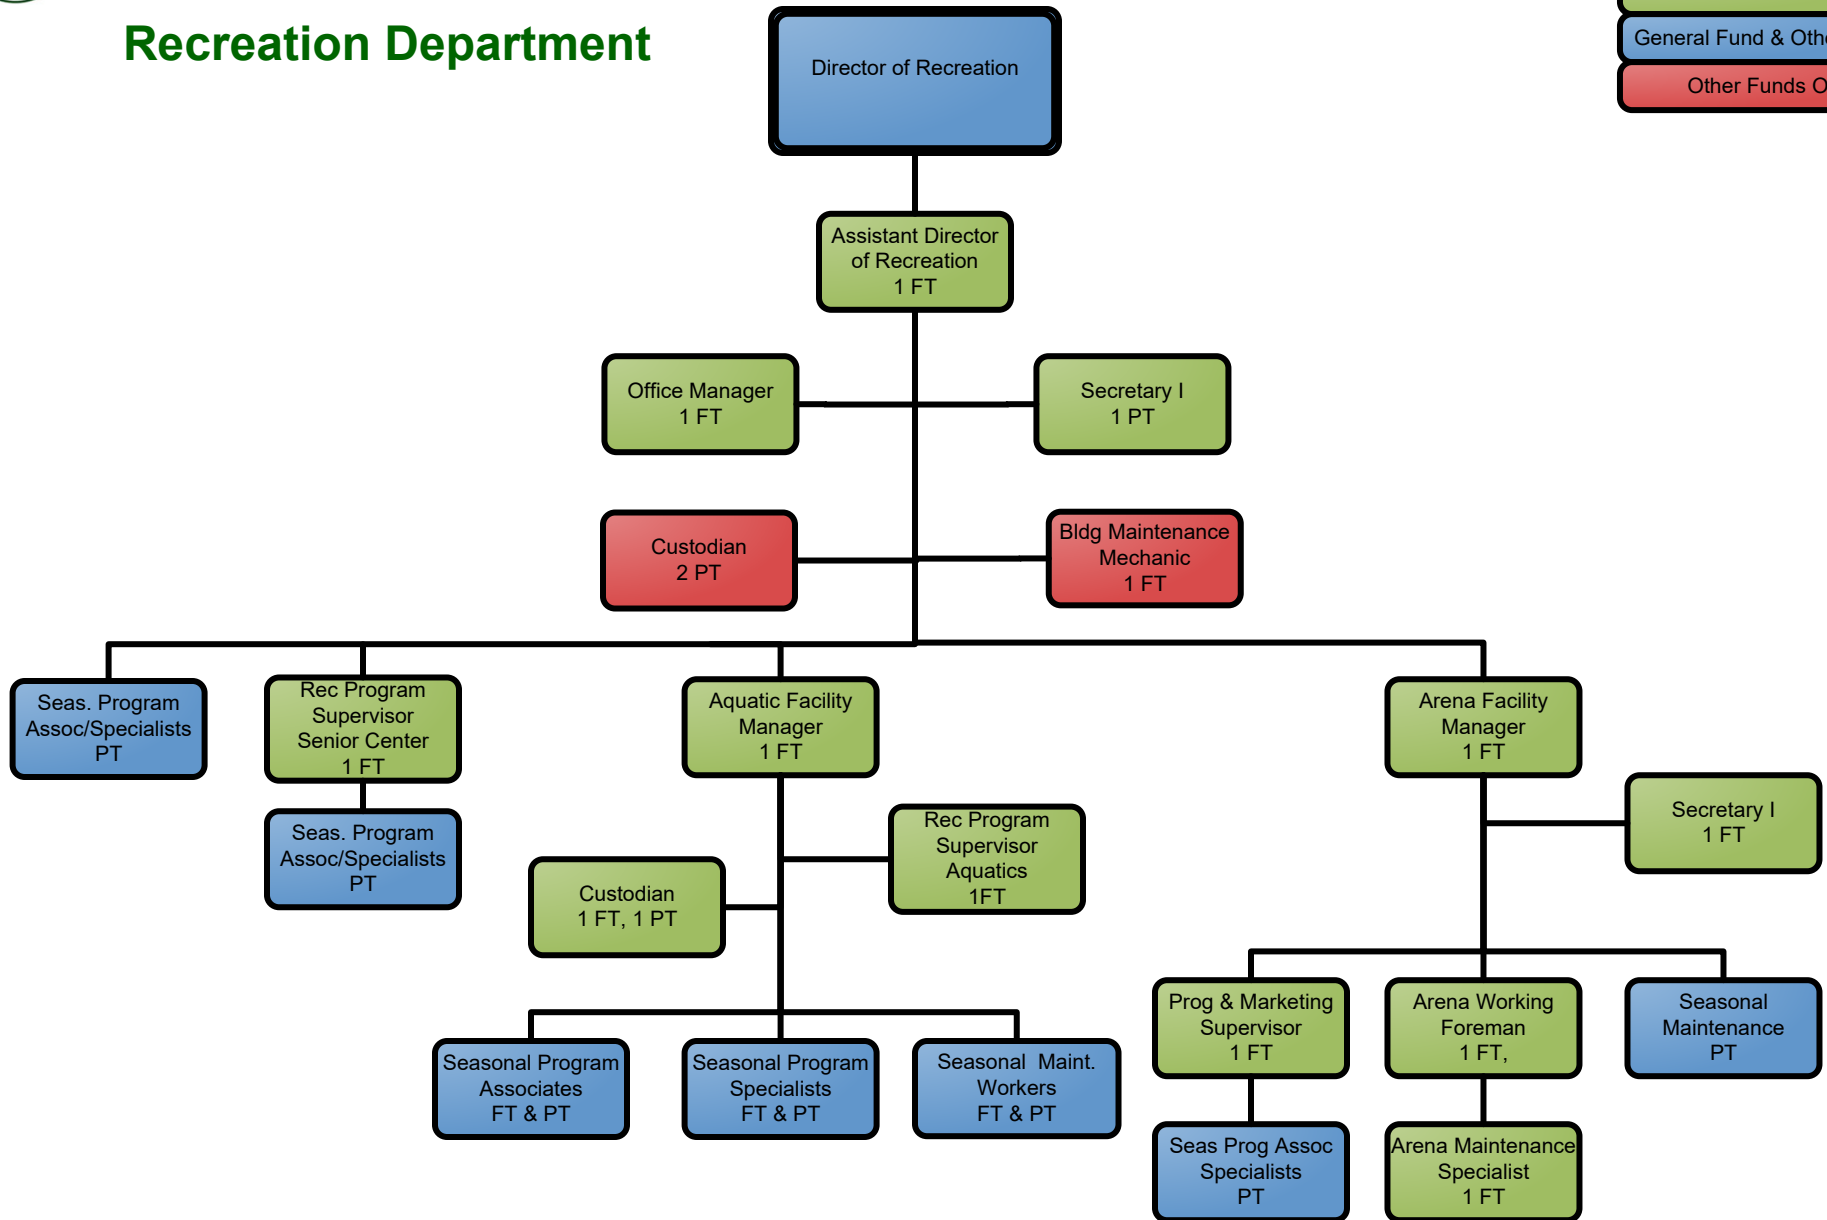 Recreation Department
Director of Recreation
General Fund &
Other Funds
Assistant Director
of Recreation
1 FT
Office Manager
1 FT
Secretary I
1 PT
Custodian
2 PT
Bldg Maintenance
Mechanic
1 FT
Seas. Program
Assoc/Specialists
PT
Rec Program
Supervisor
Senior Center
1 FT
Aquatic Facility
Manager
1 FT
Arena Facility
Manager
1 FT
Seas. Program
Assoc/Specialists
PT
Custodian
1 FT, 1 PT
Rec Program
Supervisor
Aquatics
1FT
Secretary I
1 FT
Seasonal Program
Associates
FT & PT
Seasonal Program
Specialists
FT & PT
Seasonal Maint.
Workers
FT & PT
Prog & Marketing
Supervisor
1 FT
Arena Working
Foreman
1 FT,
Seasonal
Maintenance
PT
Seas Prog Assoc
Specialists
PT
Arena Maintenance
Specialist
1 FT